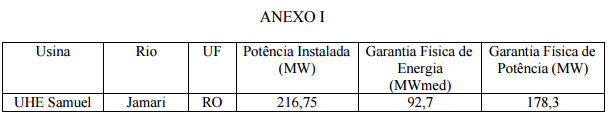 ANEXO I
Usina Rio UF Potência Instalada (MW) Garantia Física de Energia (MWmed) Garantia Física de Potência (MW)
UHE Samuel Jamari RO 216,75 92,7 178,3